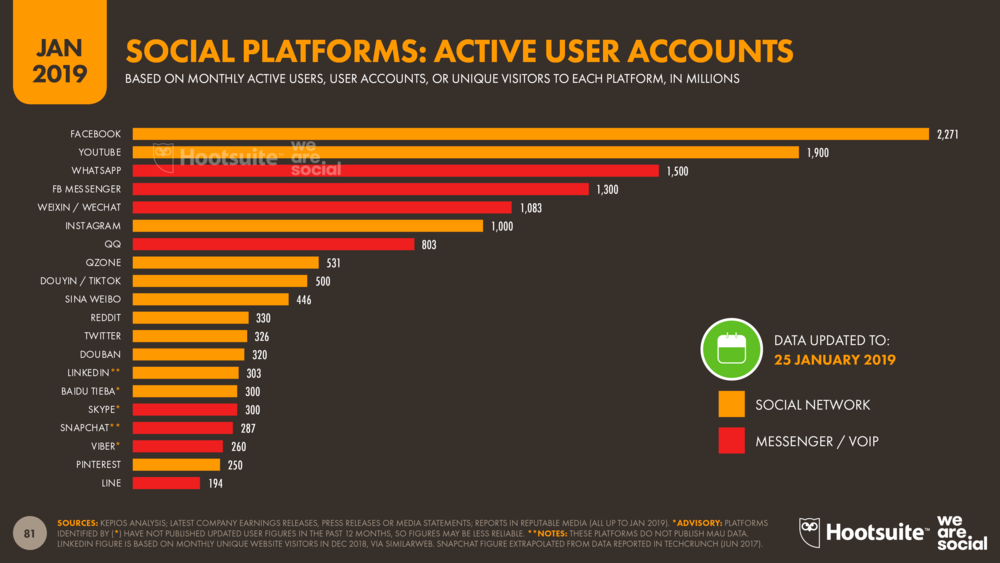 JAN
2019
SOCIAL PLATFORMS: ACTIVE USER ACCOUNTS
BASED ON MONTHLY ACTIVE USERS, USER ACCOUNTS, OR UNIQUE VISITORS TO EACH PLATFORM, IN MILLIONS
FACEBOOK 2,271
YOUTUBE 1,900
WHATSAPP 1,500
FB MESSENGER 1,300
WEIXIN / WECHAT 1,083
INSTAGRAM 1,000
QQ 803
QZONE 531
DOUYIN / TIKTOK 500
SINA WEIBO 446
REDDIT 330
TWITTER 326
DOUBAN 320
LINKEDIN** 303
BAIDU TIEBA* 300
SKYPE* 300
SNAPCHAT** 287
VIBER* 260
PINTEREST 250
LINE 194
Hootsuite™
we
are.
social
DATA UPDATED TO:
25 JANUARY 2019
SOCIAL NETWORK
MESSENGER / VOIP
81
SOURCES: KEPIOS ANALYSIS; LATEST COMPANY EARNINGS RELEASES, PRESS RELEASES OR MEDIA STATEMENTS; REPORTS IN REPUTABLE MEDIA (ALL UP TO JAN 2019). *ADVISORY: PLATFORMS
IDENTIFIED BY (*) HAVE NOT PUBLISHED UPDATED USER FIGURES IN THE PAST 12 MONTHS, SO FIGURES MAY BE LESS RELIABLE. **NOTES: THESE PLATFORMS DO NOT PUBLISH MAU DATA.
LINKEDIN FIGURE IS BASED ON MONTHLY UNIQUE WEBSITE VISITORS IN DEC 2018, VIA SIMILARWEB. SNAPCHAT FIGURE EXTRAPOLATED FROM DATA REPORTED IN TECHCRUNCH (JUN 2017).
Hootsuite™
we
are.
social